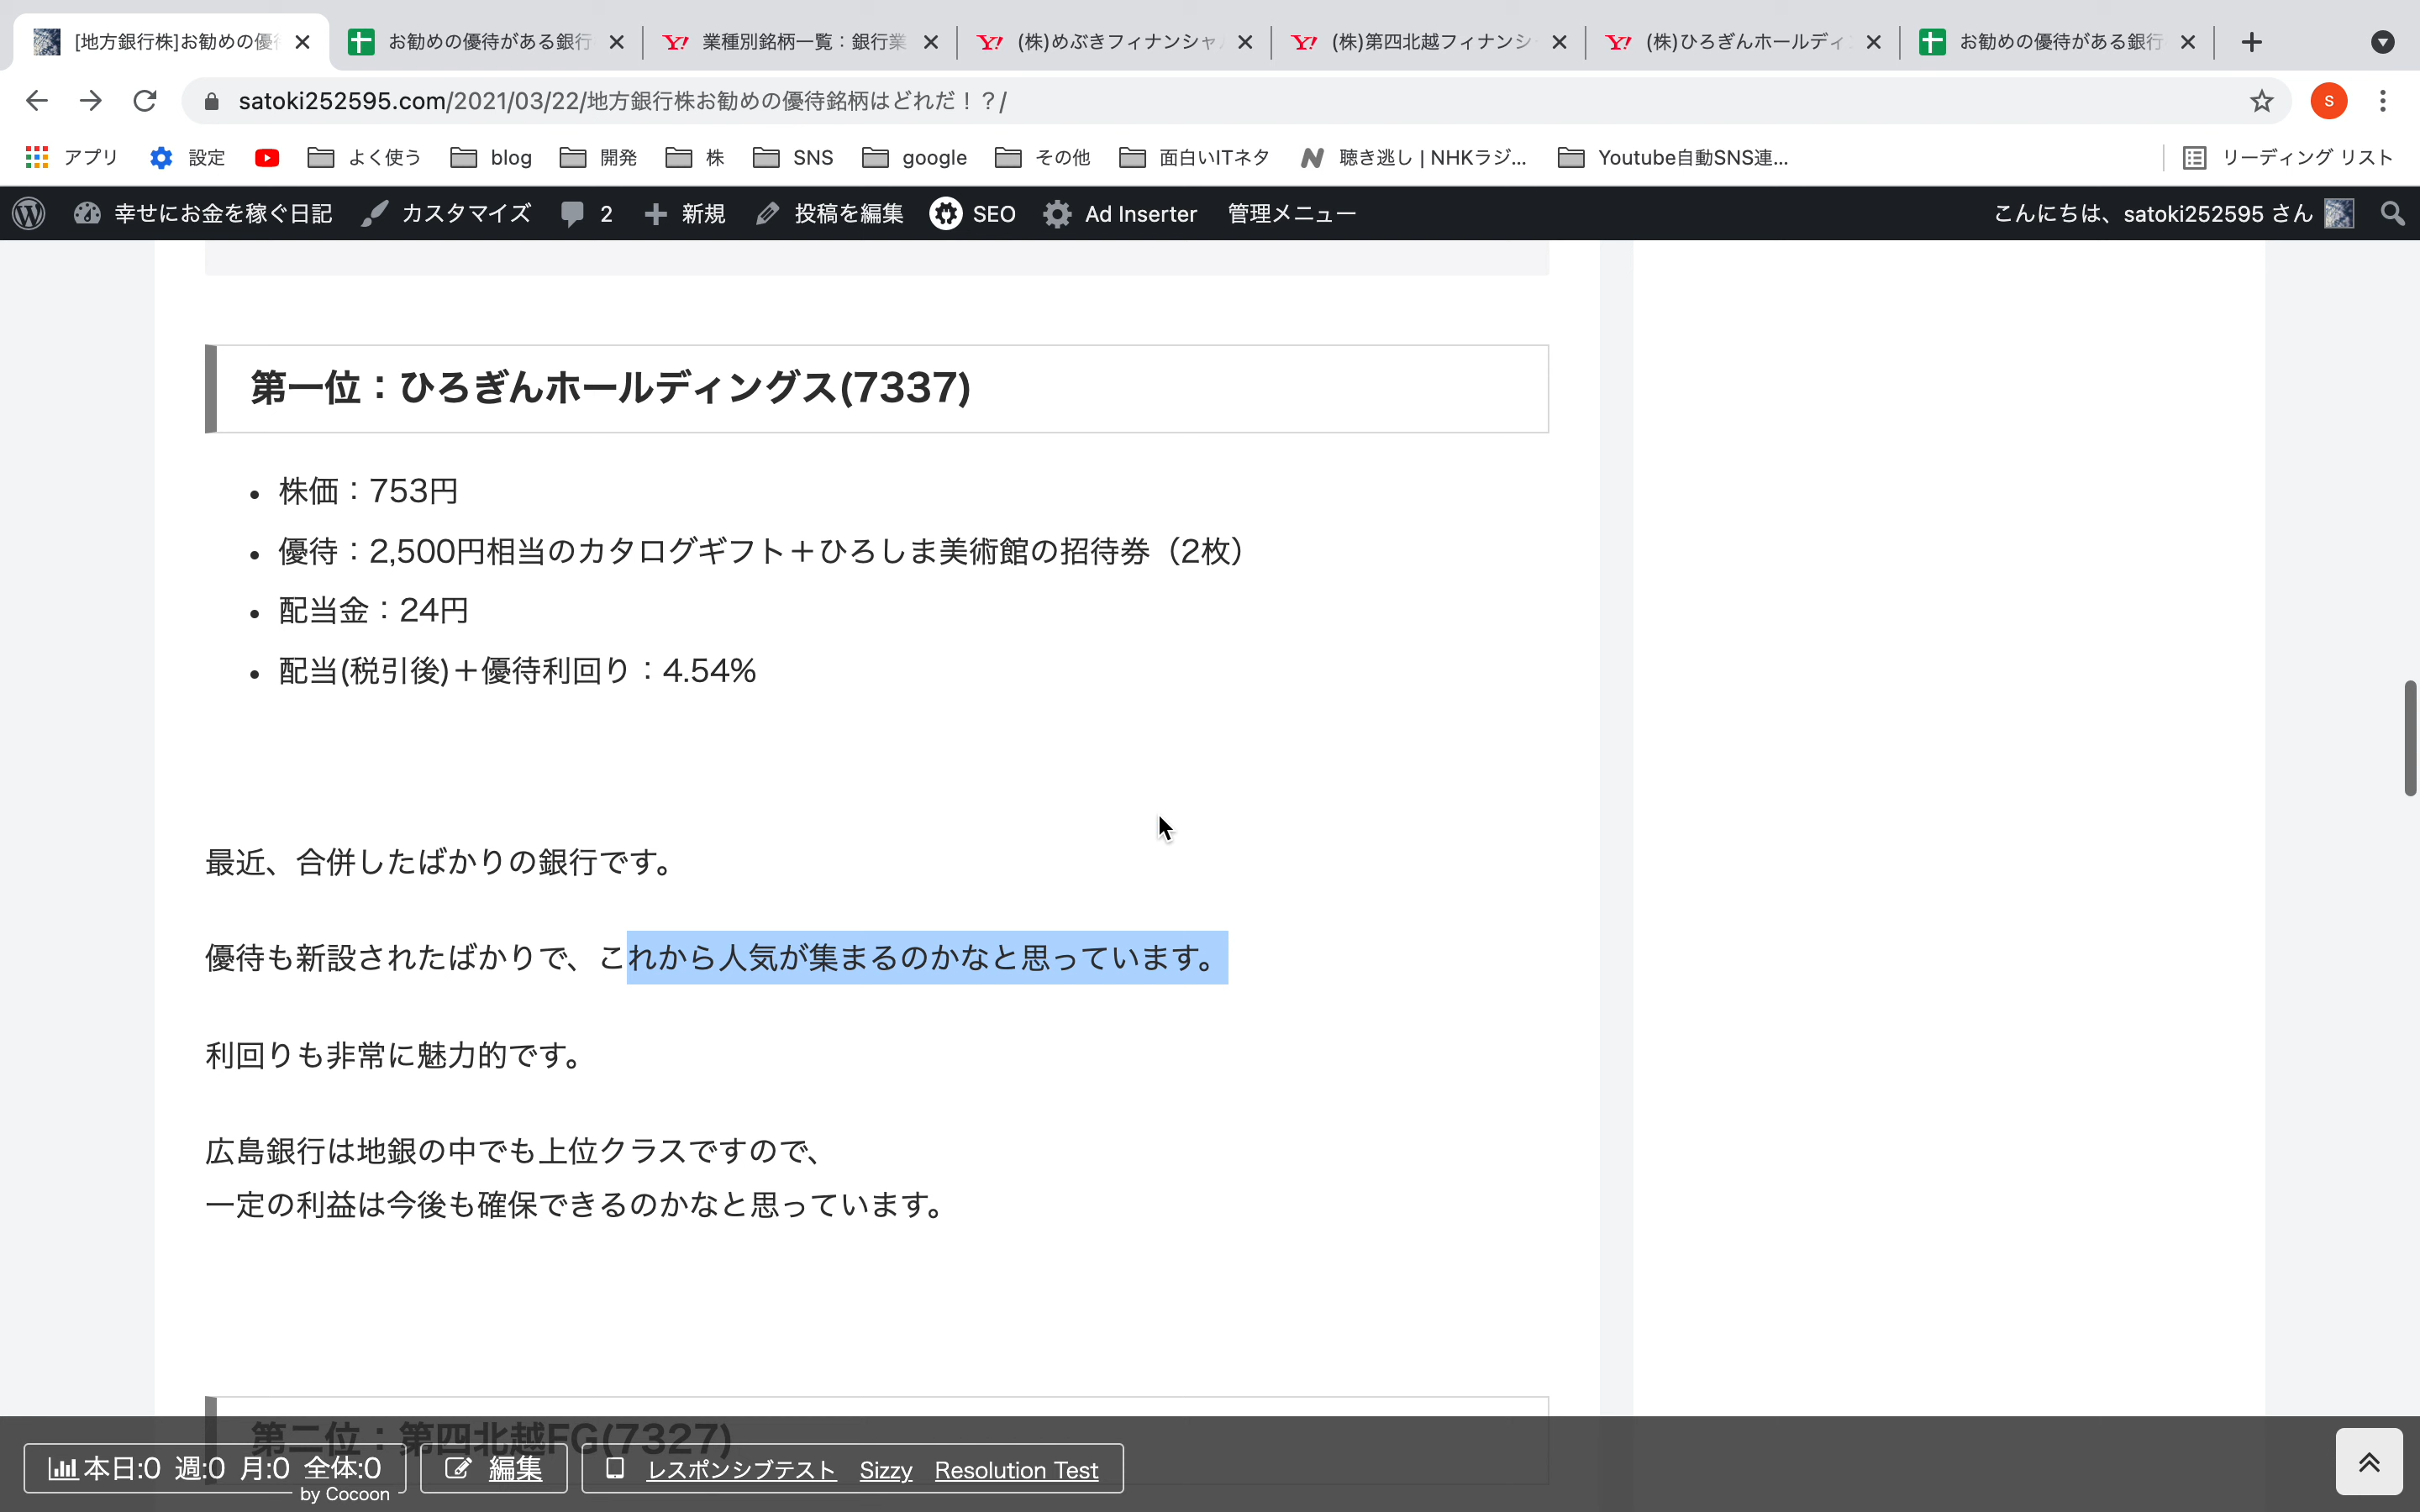 [地方銀行株]お勧めの優
お勧めの優待がある銀行
業種別銘柄一覧：銀行業
(株)めぶきフィナンシャ
(株)第四北越フィナンシ
(株)ひろぎんホールディ
お勧めの優待がある銀行
satoki252595.com/2021/03/22/地方銀行株お勧めの優待銘柄はどれだ！？/
S
アプリ
設定
よく使う
blog
開発
株
SNS
google
その他
面白いITネタ
聴き逃し | NHKラジ...
Youtube自動SNS連...
リーディング リスト
幸せにお金を稼ぐ日記
カスタマイズ
2
新規
投稿を編集
SEO
Ad Inserter
管理メニュー
こんにちは、satoki252595 さん
第一位：ひろぎんホールディングス(7337)
• 株価：753円
• 優待：2,500円相当のカタログギフト＋ひろしま美術館の招待券（2枚）
• 配当金：24円
• 配当(税引後)＋優待利回り：4.54%
最近、合併したばかりの銀行です。
優待も新設されたばかりで、これから人気が集まるのかなと思っています。
利回りも非常に魅力的です。
広島銀行は地銀の中でも上位クラスですので、
一定の利益は今後も確保できるのかなと思っています。
第二位：第四北越FG(7327)
本日:0 週:0 月:0 全体:0
by Cocoon
編集
レスポンシブテスト Sizzy Resolution Test